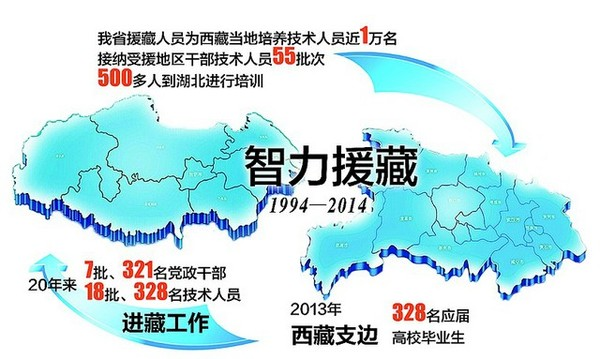 我省援藏人员为西藏当地培养技术人员近1万名
接纳受援地区干部技术人员55批次
500多人到湖北进行培训
智力援藏
1994—2014
20年来
7批、321名党政干部
18批、328名技术人员
进藏工作
2013年
西藏支边
328名应届
高校毕业生